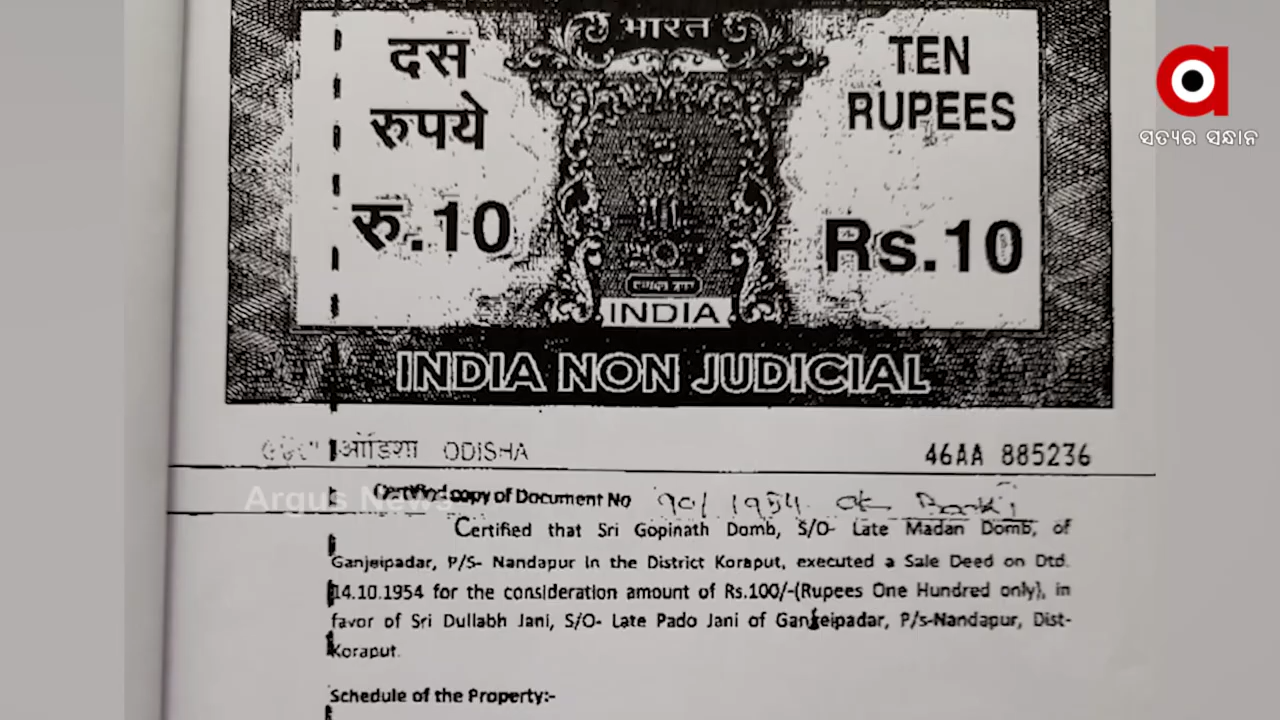 भारत
दस
रुपये
रु.10
TEN
RUPEES
Rs.10
INDIA
INDIA NON JUDICIAL
ସତ୍ୟର ସନ୍ଧାନ
ओडिशा ODISHA
46AA 885236
Argus News
Certified copy of Document No 90/1954 of
Certified that Sri Gopinath Domb, S/O- Late Madan Domb, of
Ganjeipadar, P/S- Nandapur in the District Koraput, executed a Sale Deed on Dtd.
14.10.1954 for the consideration amount of Rs.100/-(Rupees One Hundred only), in
favor of Sri Dullabh Jani, S/O- Late Pado Jani of Ganjeipadar, P/s-Nandapur, Dist-
Koraput.
Schedule of the Property:-